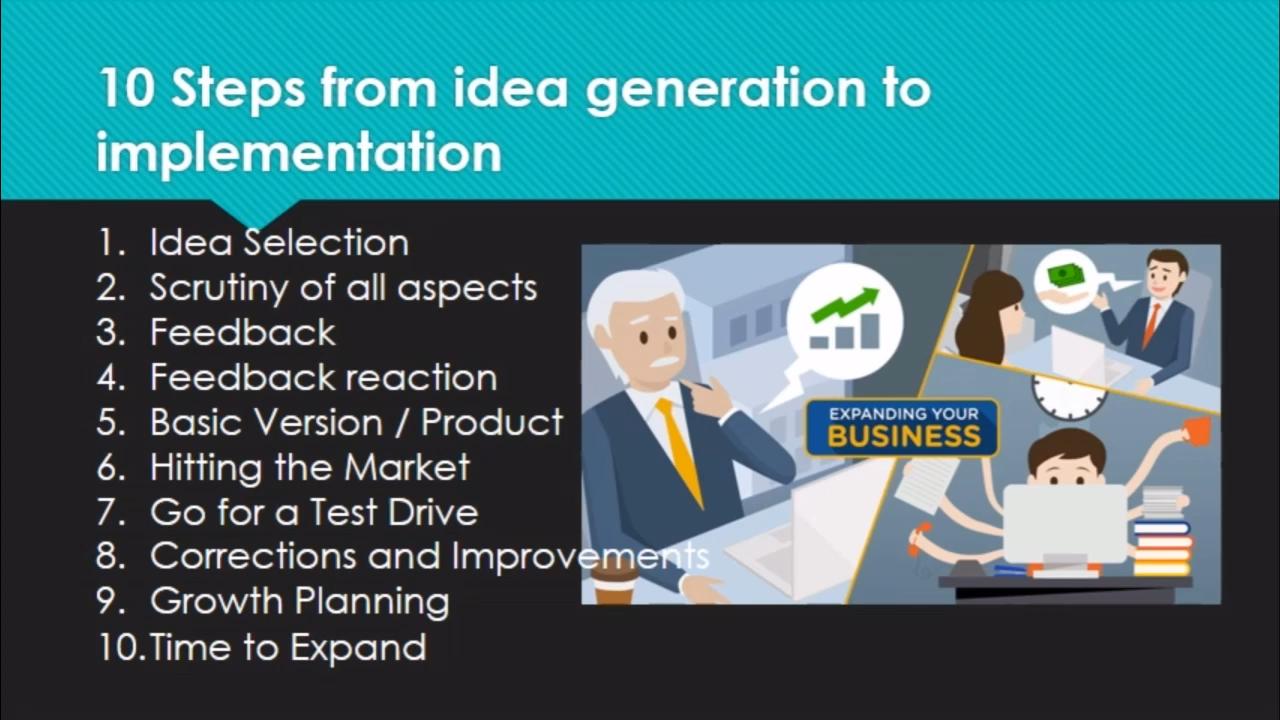 10 Steps from idea generation to
implementation
1. Idea Selection
2. Scrutiny of all aspects
3. Feedback
4. Feedback reaction
5. Basic Version / Product
6. Hitting the Market
7. Go for a Test Drive
8. Corrections and Improvements
9. Growth Planning
10.Time to Expand
EXPANDING YOUR
BUSINESS